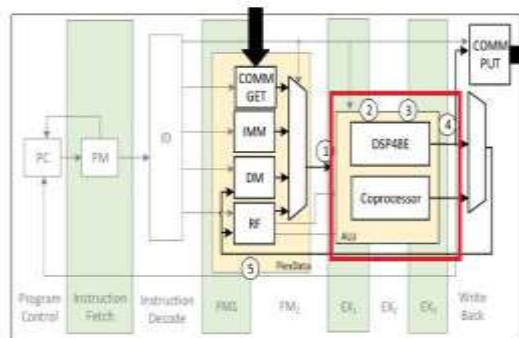 COMM
GET
COMM
PUT
IMM
DM
RF
PC
PM
ID
DSP48E
Coprocessor
ALU
FlexData
1
2
3
4
5
Program
Control
Instruction
Fetch
Instruction
Decode
FM1
FM2
EX1
EX2
EX3
Write
Back